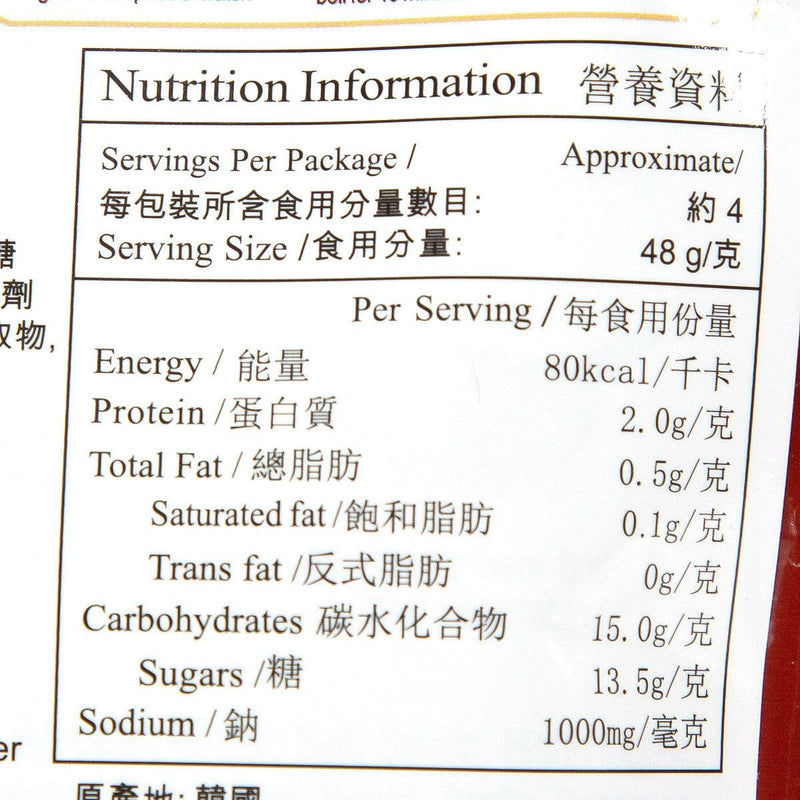 Nutrition Information 營養資料
Servings Per Package / Approximate/
每包裝所含食用分量數目: 約 4
Serving Size /食用分量: 48 g/克
Per Serving / 每食用份量
Energy / 能量 80kcal/千卡
Protein /蛋白質 2.0g/克
Total Fat / 總脂肪 0.5g/克
Saturated fat /飽和脂肪 0.1g/克
Trans fat /反式脂肪 0g/克
Carbohydrates 碳水化合物 15.0g/克
Sugars /糖 13.5g/克
Sodium / 鈉 1000mg/毫克
糖
劑
取物,
er
原產地: 韓國